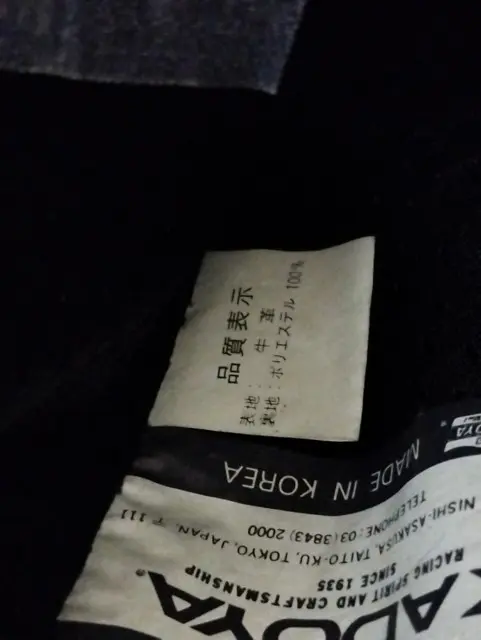 品質表示
表地: 牛革
裏地: ポリエステル 100%
KADOYA
RACING SPIRIT AND CRAFTSMANSHIP
SINCE 1935
NISHI-ASAKUSA, TAITO-KU, TOKYO, JAPAN. 〒111
TELEPHONE: 03(3843)2000
MADE IN KOREA